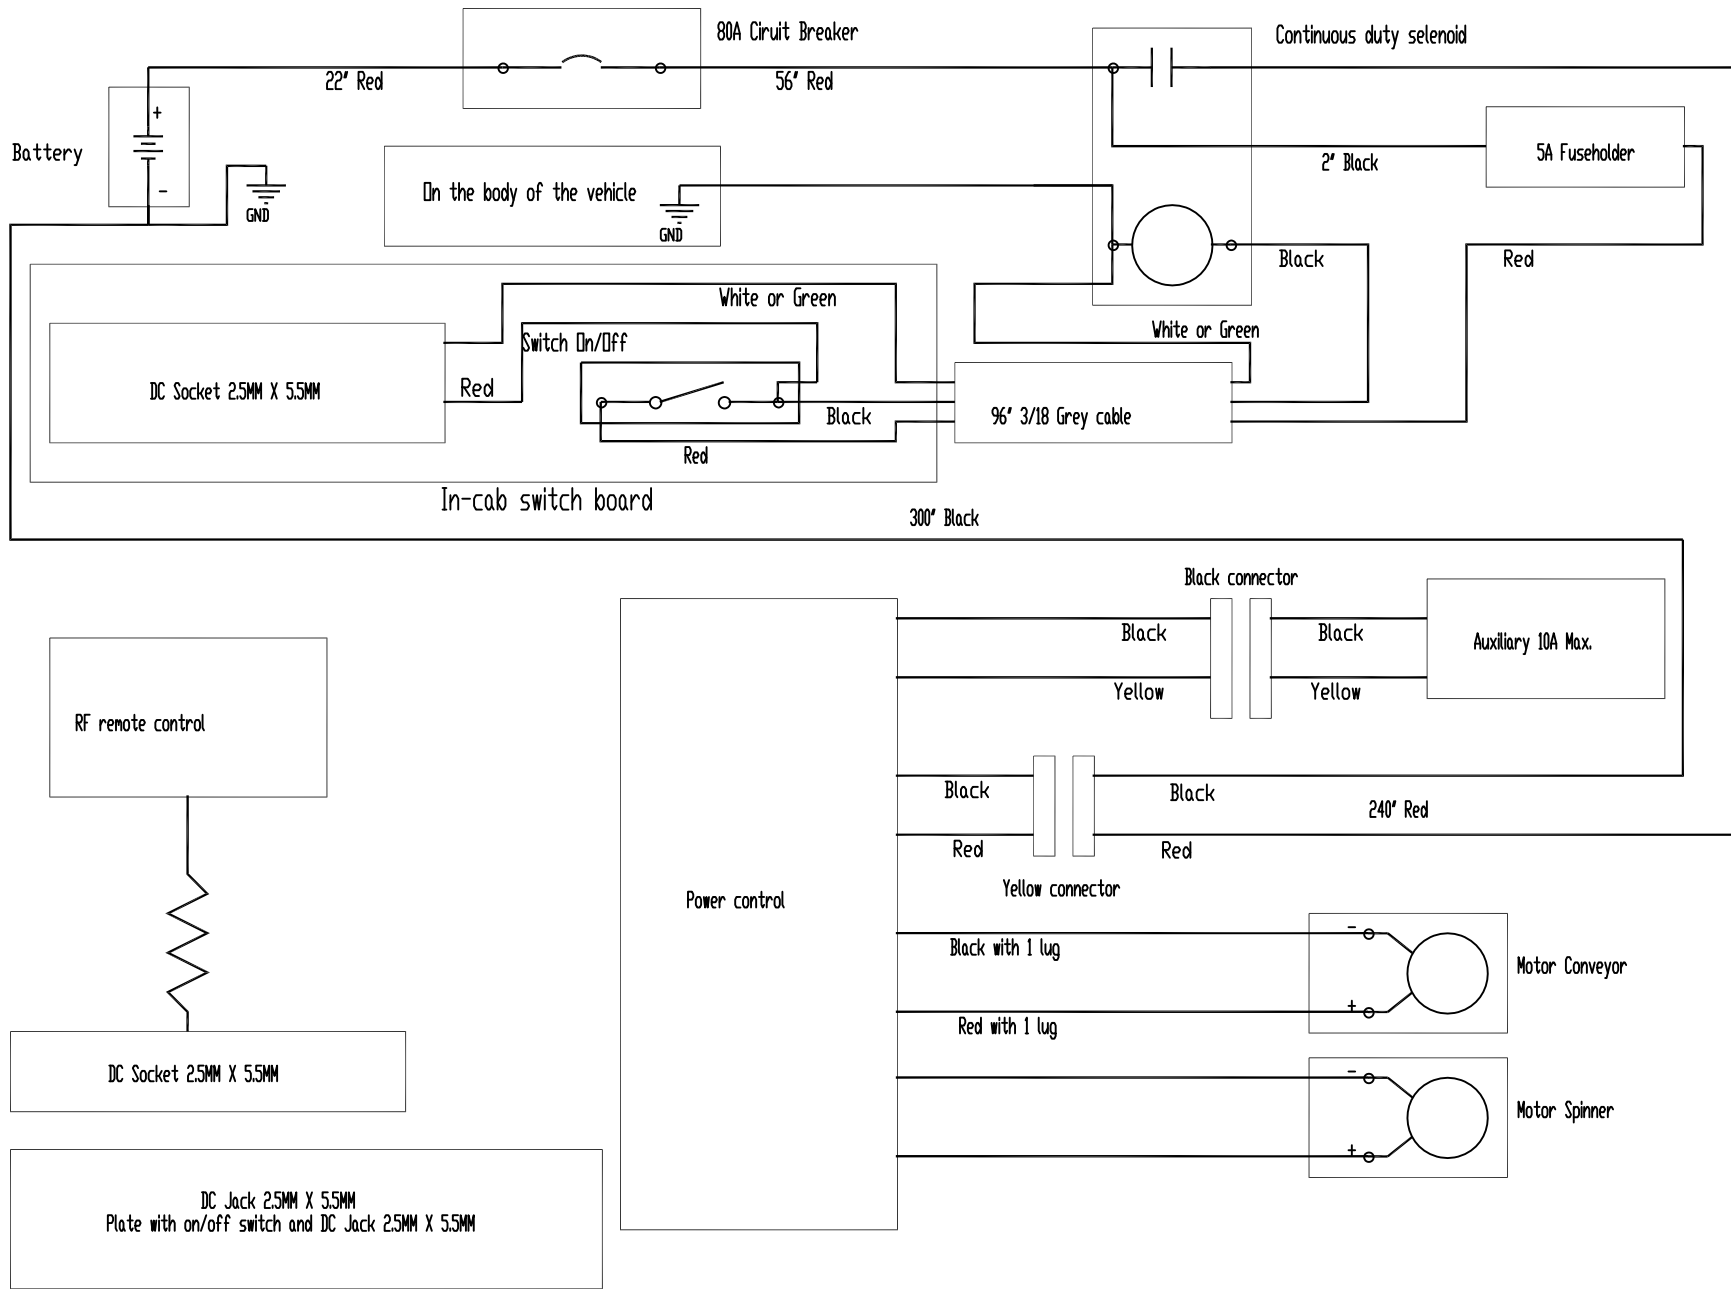 80A Ciruit Breaker
Continuous duty selenoid
22" Red
56" Red
+
Battery
5A Fuseholder
2" Black
-
On the body of the vehicle
GND
GND
Black
Red
White or Green
White or Green
Switch On/Off
DC Socket 2.5MM X 5.5MM
Red
Black
96" 3/18 Grey cable
Red
In-cab switch board
300" Black
Black connector
Black
Black
Auxiliary 10A Max.
Yellow
Yellow
RF remote control
Black
Black
240" Red
Red
Red
Yellow connector
Power control
-
Black with 1 lug
Motor Conveyor
+
Red with 1 lug
DC Socket 2.5MM X 5.5MM
-
Motor Spinner
+
DC Jack 2.5MM X 5.5MM
Plate with on/off switch and DC Jack 2.5MM X 5.5MM